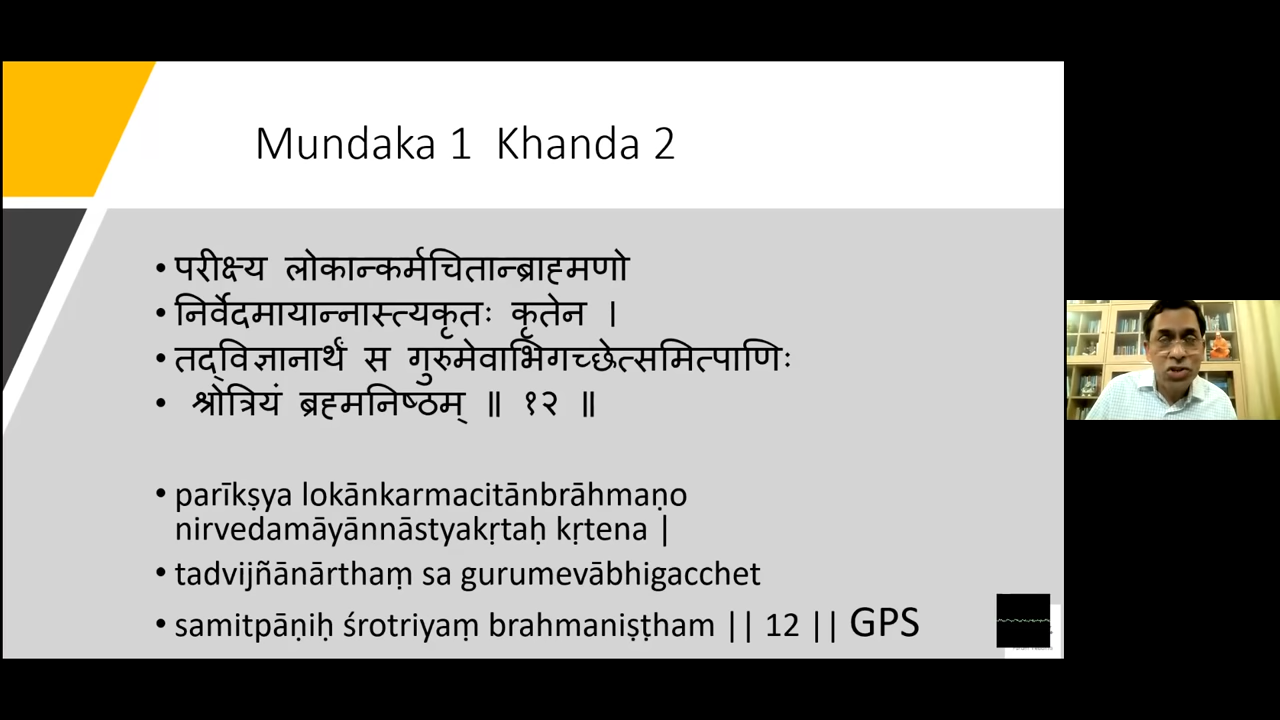 Mundaka 1 Khanda 2
• परीक्ष्य लोकान्कर्मचितान्ब्राह्मणो
• निर्वेदमायान्नास्त्यकृतः कृतेन ।
• तद्विज्ञानार्थं स गुरुमेवाभिगच्छेत्समित्पाणिः
• श्रोत्रियं ब्रह्मनिष्ठम् ॥ १२ ॥
• parīkṣya lokānkarmacitānbrāhmaṇo
nirvedamāyānnāstyakṛtaḥ kṛtena |
• tadvijñānārthaṃ sa gurumevābhigacchet
• samitpāṇiḥ śrotriyaṃ brahmaniṣṭham || 12 || GPS